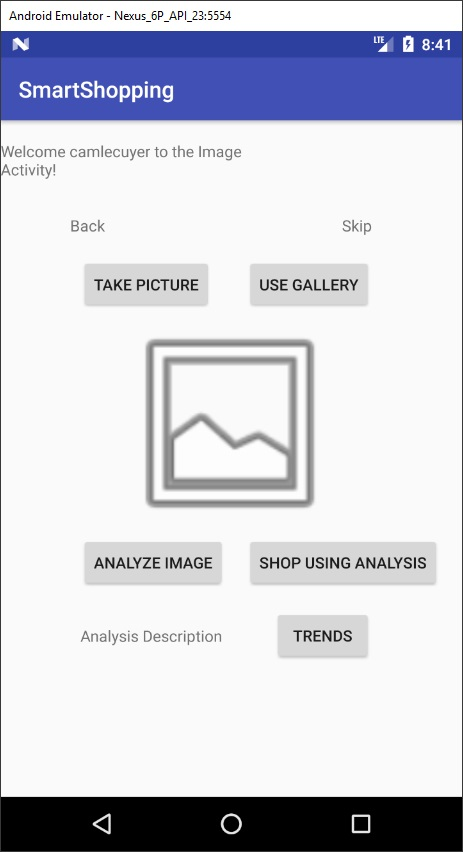 Android Emulator - Nexus_6P_API_23:5554
LTE 8:41
SmartShopping
Welcome camlecuyer to the Image
Activity!
Back Skip
TAKE PICTURE USE GALLERY
ANALYZE IMAGE SHOP USING ANALYSIS
Analysis Description TRENDS